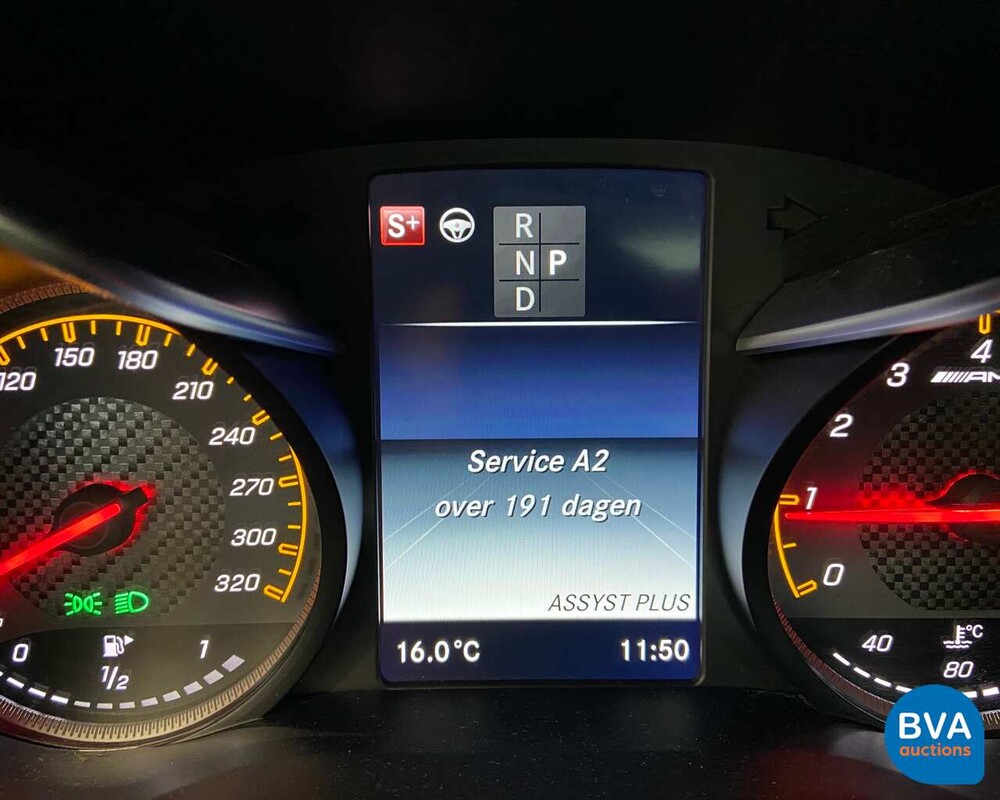 S+
R
N P
D
Service A2
over 191 dagen
ASSYST PLUS
16.0°C 11:50
120 150 180 210 240 270 300 320
0 1/2 1
0 1 2 3 4
40 80 °C
BVA
auctions